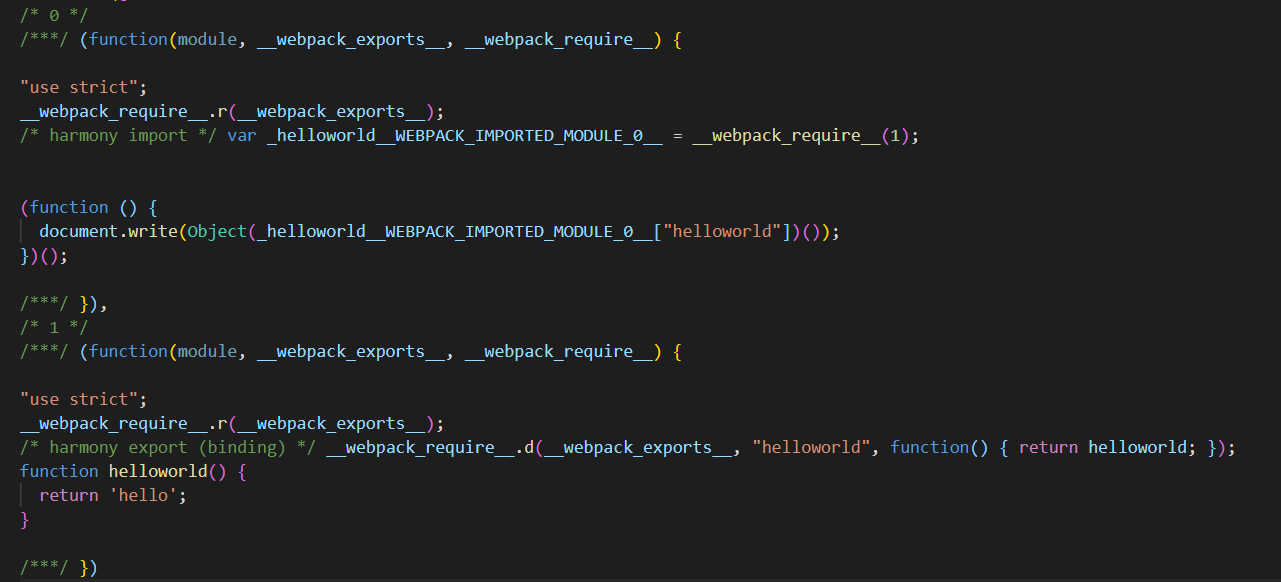 /* 0 */
/***/ (function(module, __webpack_exports__, __webpack_require__) {
"use strict";
__webpack_require__.r(__webpack_exports__);
/* harmony import */ var _helloworld__WEBPACK_IMPORTED_MODULE_0__ = __webpack_require__(1);
(function () {
document.write(Object(_helloworld__WEBPACK_IMPORTED_MODULE_0__["helloworld"])());
})();
/***/ }),
/* 1 */
/***/ (function(module, __webpack_exports__, __webpack_require__) {
"use strict";
__webpack_require__.r(__webpack_exports__);
/* harmony export (binding) */ __webpack_require__.d(__webpack_exports__, "helloworld", function() { return helloworld; });
function helloworld() {
return 'hello';
}
/***/ })